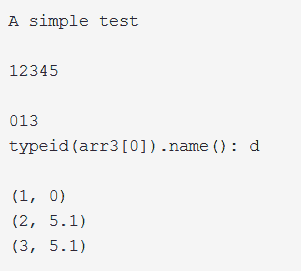 A simple test
12345
013
typeid(arr3[0]).name(): d
(1, 0)
(2, 5.1)
(3, 5.1)